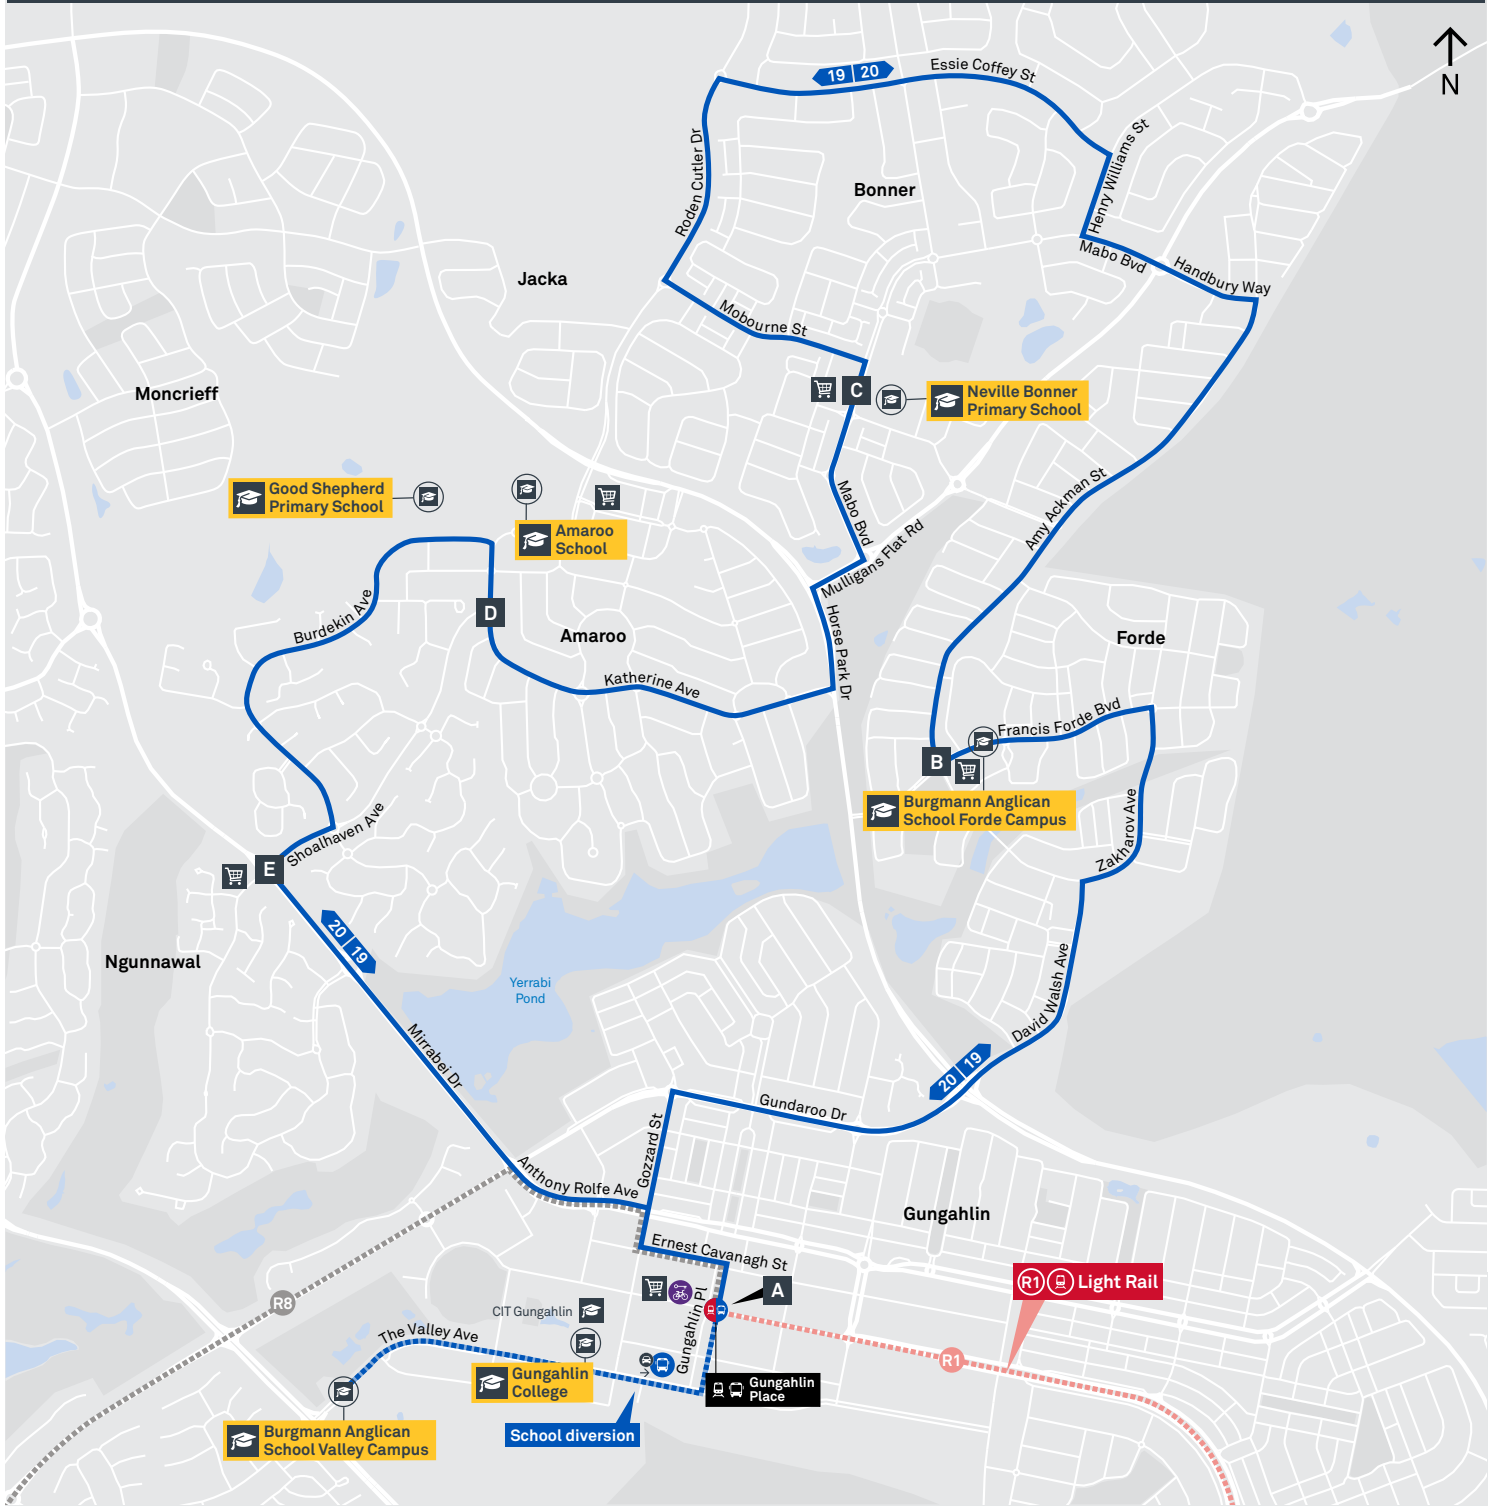 N
19 20
Essie Coffey St
Henry Williams St
Roden Cutler Dr
Bonner
Mabo Bvd
Handbury Way
Jacka
Mobourne St
Moncrieff
C
Neville Bonner
Primary School
Good Shepherd
Primary School
Amaroo
School
Mabo Bvd
Mulligans Flat Rd
Amy Ackman St
Burdekin Ave
D
Amaroo
Horse Park Dr
Forde
Katherine Ave
Francis Forde Bvd
B
Burgmann Anglican
School Forde Campus
Zakharov Ave
Shoalhaven Ave
E
20 19
Ngunnawal
Yerrabi
Pond
David Walsh Ave
Mirrabei Dr
20 19
Gundaroo Dr
Gozzard St
Anthony Rolfe Ave
Gungahlin
Ernest Cavanagh St
A
R1 Light Rail
R8
CIT Gungahlin
Gungahlin Pl
The Valley Ave
R1
Gungahlin
College
Gungahlin
Place
Burgmann Anglican
School Valley Campus
School diversion